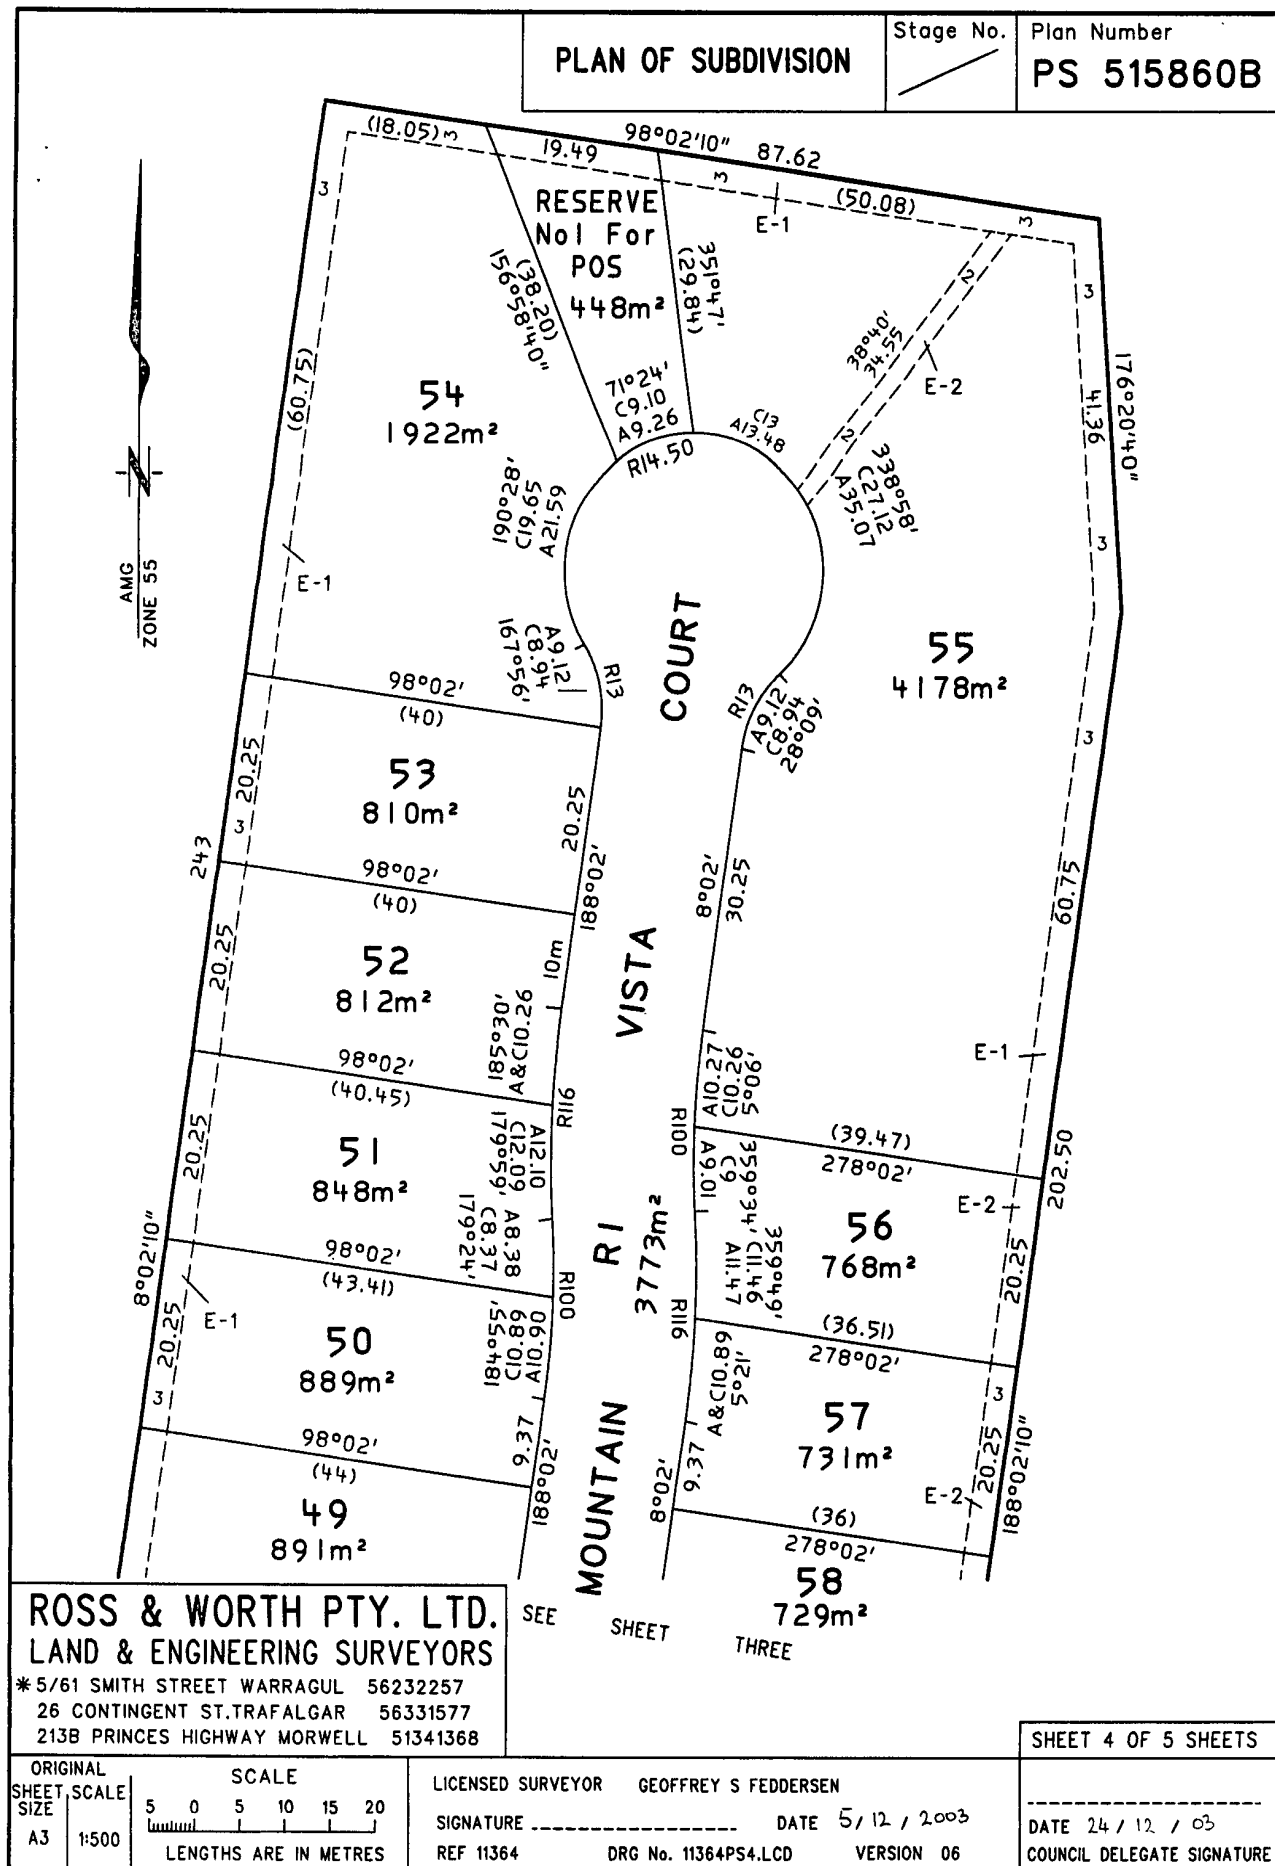 PLAN OF SUBDIVISION
Stage No.
Plan Number
PS 515860B
(18.05)
3
19.49
98°02'10" 87.62
3
(50.08)
3
E-1
3
RESERVE
No1 For
POS
448m²
(38.20)
156°58'40"
351°47'
(29.84)
38°40'
34.55
2
2
E-2
3
176°20'40"
41.36
(60.75)
54
1922m²
71°24'
C9.10
A9.26
R14.50
C13
A13.48
338°58'
C27.12
A35.07
190°28'
C19.65
A21.59
3
AMG
ZONE 55
E-1
COURT
A9.12
C8.94
167°56'
R13
R13
A9.12
C8.94
28°09'
55
4178m²
3
98°02'
(40)
20.25
53
810m²
3
20.25
243
98°02'
(40)
188°02'
8°02'
30.25
60.75
20.25
52
812m²
10m
VISTA
185°30'
A&C10.26
98°02'
(40.45)
R116
A10.27
C10.26
5°06'
E-1
R100
(39.47)
278°02'
202.50
20.25
51
848m²
A12.10
C12.09
179°59'
A9.01
C9
359°34'
E-2
A8.38
C8.37
179°24'
RI
3773m²
359°49'
C11.46
A11.47
56
768m²
20.25
8°02'10"
98°02'
(43.41)
E-1
R100
R116
(36.51)
278°02'
20.25
50
889m²
3
A10.90
C10.89
184°55'
A&C10.89
5°21'
57
731m²
3
20.25
188°02'10"
98°02'
(44)
9.37
188°02'
MOUNTAIN
9.37
8°02'
E-2
(36)
278°02'
49
891m²
58
729m²
SEE SHEET THREE
ROSS & WORTH PTY. LTD.
LAND & ENGINEERING SURVEYORS
* 5/61 SMITH STREET WARRAGUL 56232257
26 CONTINGENT ST.TRAFALGAR 56331577
213B PRINCES HIGHWAY MORWELL 51341368
SHEET 4 OF 5 SHEETS
ORIGINAL
SHEET SIZE
SCALE
A3
1:500
SCALE
5 0 5 10 15 20
LENGTHS ARE IN METRES
LICENSED SURVEYOR GEOFFREY S FEDDERSEN
SIGNATURE DATE 5/12/2003
REF 11364 DRG No. 11364PS4.LCD VERSION 06
DATE 24/12/03
COUNCIL DELEGATE SIGNATURE